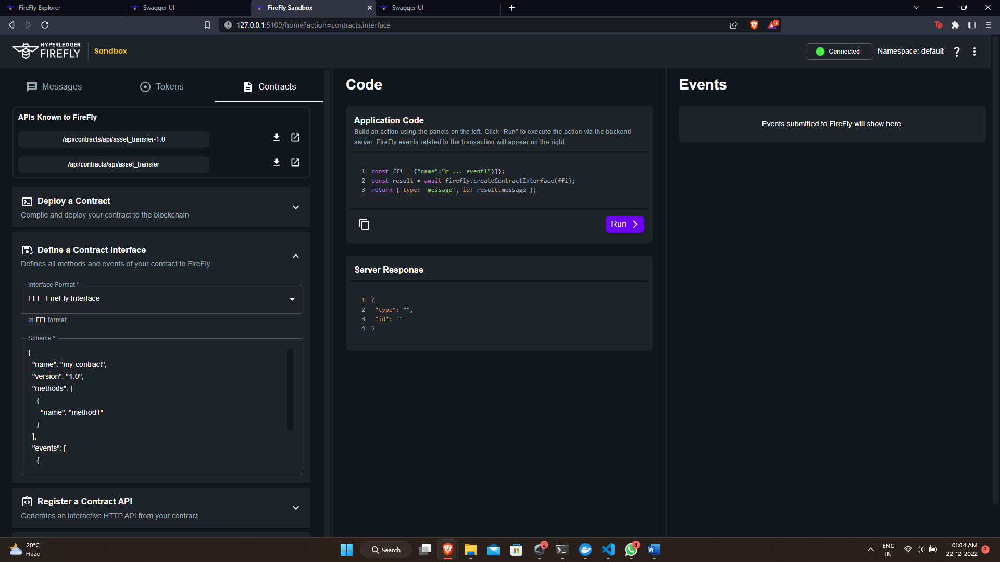 FireFly Explorer
Swagger UI
FireFly Sandbox
Swagger UI
127.0.0.1:5109/home?action=contracts.interface
Tp
3
HYPERLEDGER
FIREFLY
Sandbox
Connected
Namespace: default
Messages
Tokens
Contracts
APIs Known to FireFly
/api/contracts/api/asset_transfer-1.0
/api/contracts/api/asset_transfer
Deploy a Contract
Compile and deploy your contract to the blockchain
Define a Contract Interface
Defines all methods and events of your contract to FireFly
Interface Format *
FFI - FireFly Interface
In FFI format
Schema *
{
"name": "my-contract",
"version": "1.0",
"methods": [
{
"name": "method1"
}
],
"events": [
{
Register a Contract API
Generates an interactive HTTP API from your contract
Code
Application Code
Build an action using the panels on the left. Click "Run" to execute the action via the backend
server. FireFly events related to the transaction will appear on the right.
1 const ffi = {"name":"m ... event1"}]};
2 const result = await firefly.createContractInterface(ffi);
3 return { type: 'message', id: result.message };
Run
Server Response
1 {
2 "type": "",
3 "id": ""
4 }
Events
Events submitted to FireFly will show here.
20°C
Haze
Search
2
8
ENG
IN
01:04 AM
22-12-2022
3